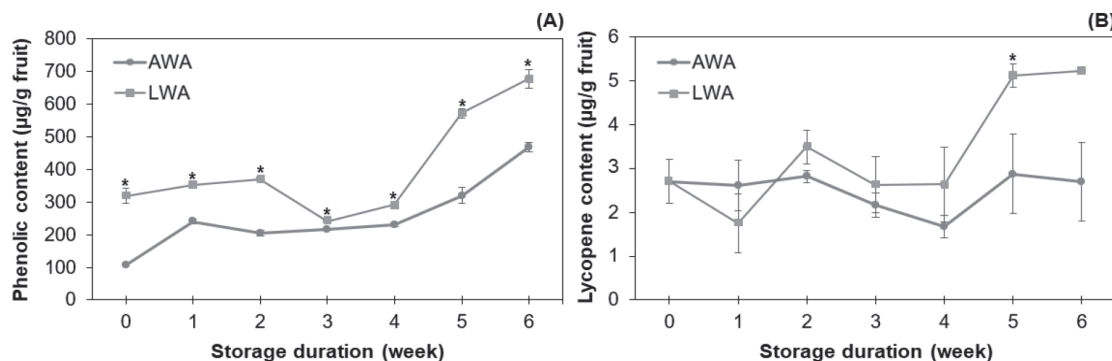 (A)
Phenolic content (µg/g fruit)
800
700
600
500
400
300
200
100
0
AWA
LWA
*
*
*
*
*
*
*
0 1 2 3 4 5 6
Storage duration (week)
(B)
Lycopene content (µg/g fruit)
6
5
4
3
2
1
0
AWA
LWA
*
0 1 2 3 4 5 6
Storage duration (week)